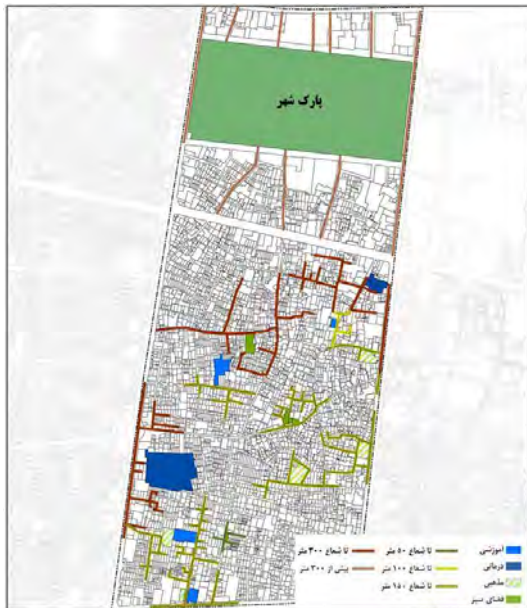 پارک شهر
آموزشی
درمانی
مذهبی
فضای سبز
تا شعاع ۵۰ متر
تا شعاع ۱۰۰ متر
تا شعاع ۱۵۰ متر
تا شعاع ۳۰۰ متر
بیش از ۳۰۰ متر